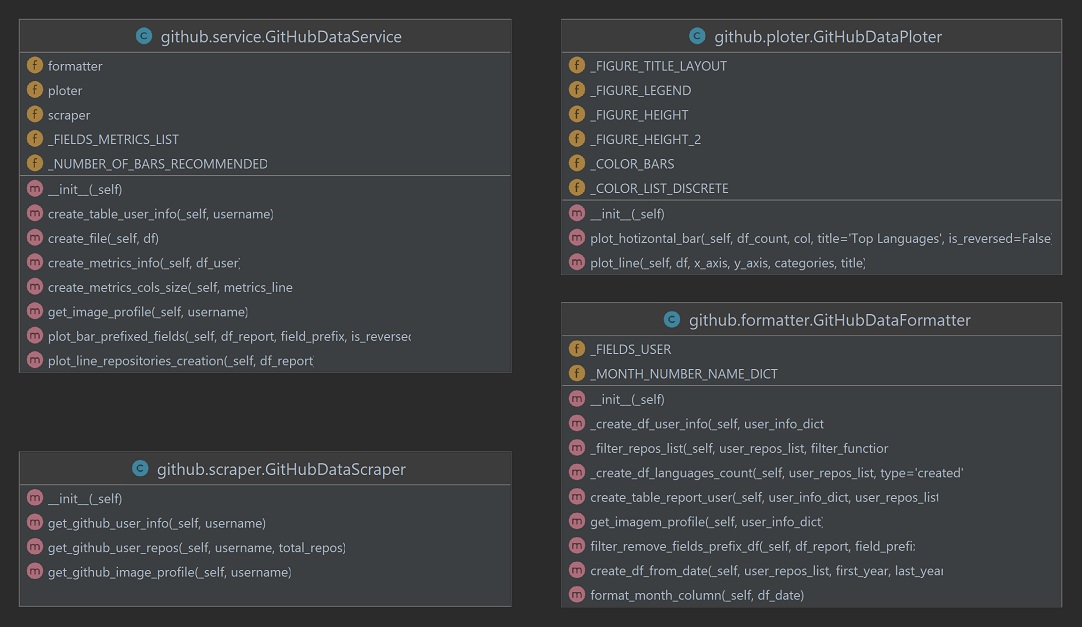 github.service.GitHubDataService
formatter
ploter
scraper
_FIELDS_METRICS_LIST
_NUMBER_OF_BARS_RECOMMENDED
__init__(_self)
create_table_user_info(_self, username)
create_file(_self, df)
create_metrics_info(_self, df_user)
create_metrics_cols_size(_self, metrics_line
get_image_profile(_self, username)
plot_bar_prefixed_fields(_self, df_report, field_prefix, is_reversed
plot_line_repositories_creation(_self, df_report)
github.scraper.GitHubDataScraper
__init__(_self)
get_github_user_info(_self, username)
get_github_user_repos(_self, username, total_repos)
get_github_image_profile(_self, username)
github.ploter.GitHubDataPloter
_FIGURE_TITLE_LAYOUT
_FIGURE_LEGEND
_FIGURE_HEIGHT
_FIGURE_HEIGHT_2
_COLOR_BARS
_COLOR_LIST_DISCRETE
__init__(_self)
plot_hotizontal_bar(_self, df_count, col, title='Top Languages', is_reversed=False)
plot_line(_self, df, x_axis, y_axis, categories, title)
github.formatter.GitHubDataFormatter
_FIELDS_USER
_MONTH_NUMBER_NAME_DICT
__init__(_self)
_create_df_user_info(_self, user_info_dict
_filter_repos_list(_self, user_repos_list, filter_function
_create_df_languages_count(_self, user_repos_list, type='created'
create_table_report_user(_self, user_info_dict, user_repos_list
get_imagem_profile(_self, user_info_dict)
filter_remove_fields_prefix_df(_self, df_report, field_prefix
create_df_from_date(_self, user_repos_list, first_year, last_year
format_month_column(_self, df_date)